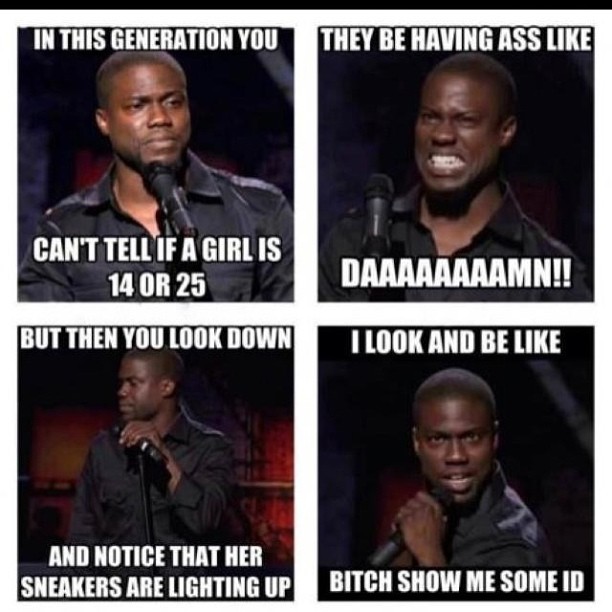 IN THIS GENERATION YOU
CAN'T TELL IF A GIRL IS
14 OR 25
THEY BE HAVING ASS LIKE
DAAAAAAAAMN!!
BUT THEN YOU LOOK DOWN
AND NOTICE THAT HER
SNEAKERS ARE LIGHTING UP
I LOOK AND BE LIKE
BITCH SHOW ME SOME ID